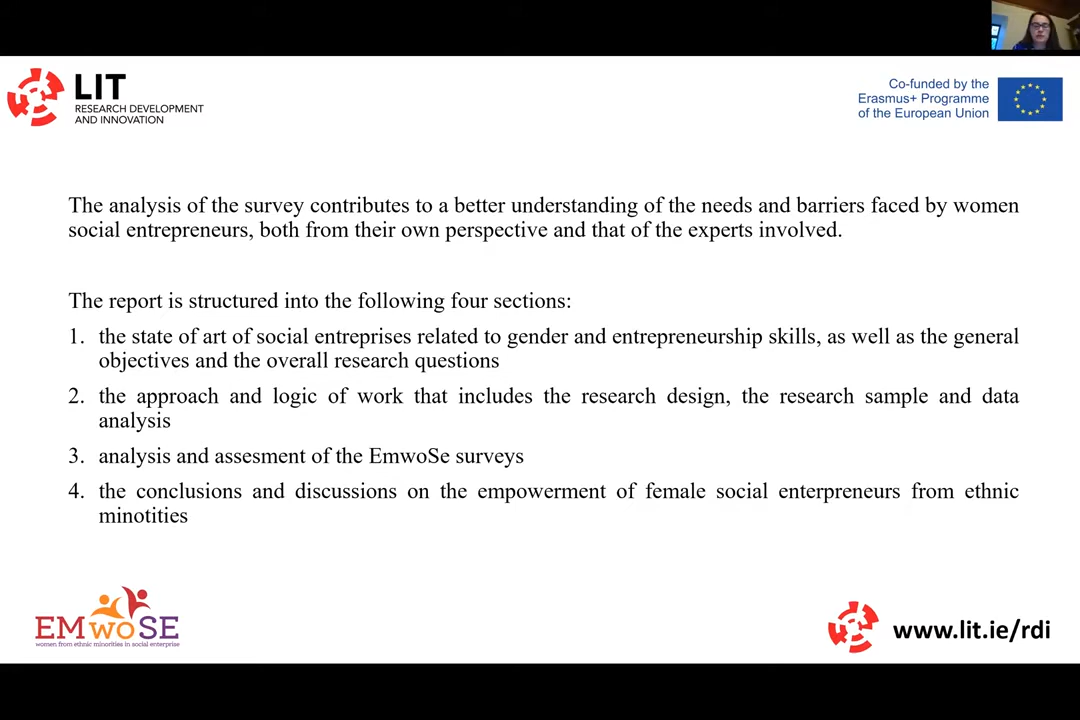 LIT
RESEARCH DEVELOPMENT
AND INNOVATION
Co-funded by the
Erasmus+ Programme
of the European Union
The analysis of the survey contributes to a better understanding of the needs and barriers faced by women
social entrepreneurs, both from their own perspective and that of the experts involved.
The report is structured into the following four sections:
1. the state of art of social entreprises related to gender and entrepreneurship skills, as well as the general
objectives and the overall research questions
2. the approach and logic of work that includes the research design, the research sample and data
analysis
3. analysis and assesment of the EmwoSe surveys
4. the conclusions and discussions on the empowerment of female social enterpreneurs from ethnic
minotities
EMwoSE
women from ethnic minorities in social enterprise
www.lit.ie/rdi